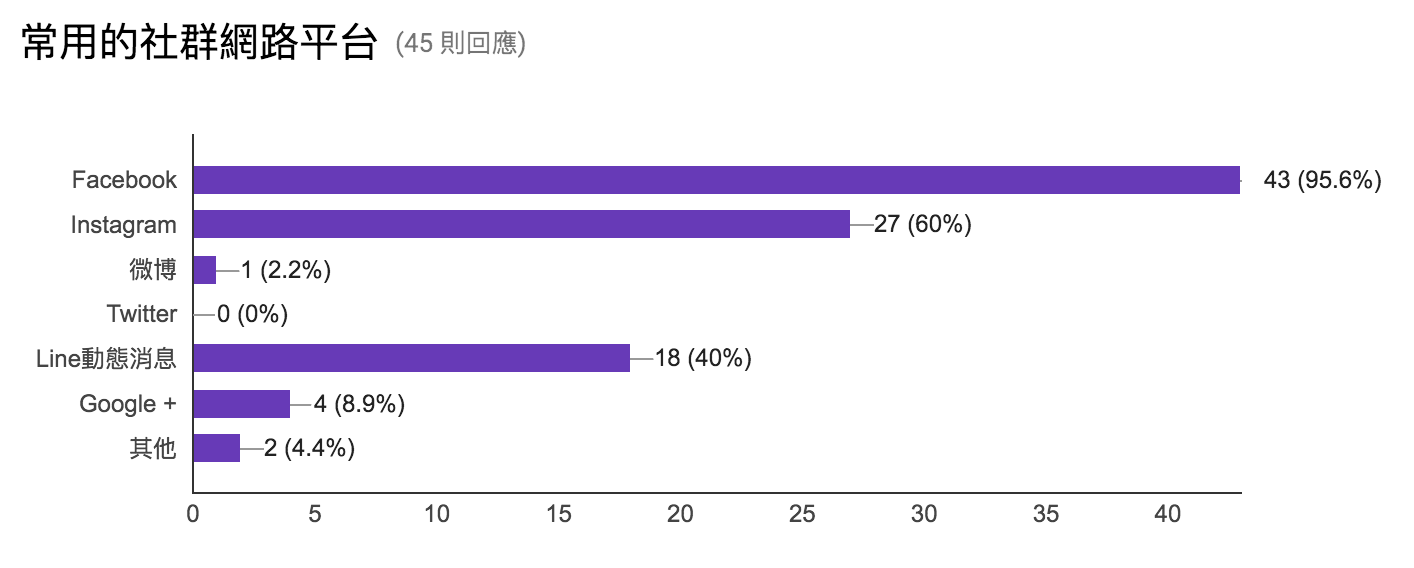 常用的社群網路平台 (45 則回應)
Facebook 43 (95.6%)
Instagram 27 (60%)
微博 1 (2.2%)
Twitter 0 (0%)
Line動態消息 18 (40%)
Google + 4 (8.9%)
其他 2 (4.4%)
0 5 10 15 20 25 30 35 40